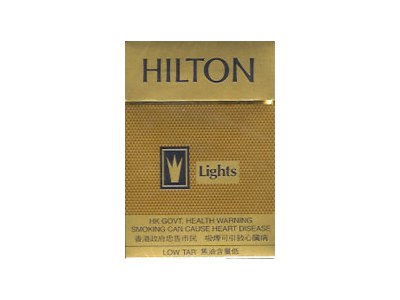 HILTON
Lights
HK GOVT. HEALTH WARNING
SMOKING CAN CAUSE HEART DISEASE
香港政府忠告市民 吸煙可引致心臟病
LOW TAR 焦油含量低